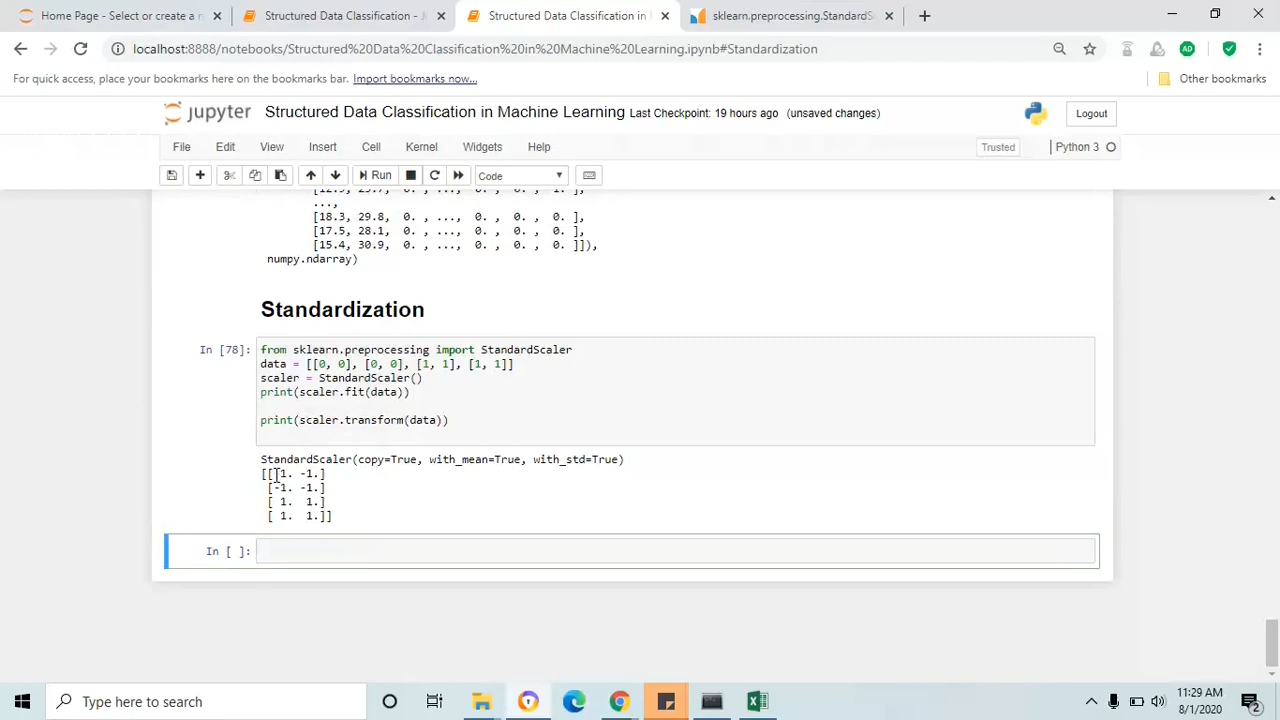 Home Page - Select or create a
Structured Data Classification - J
Structured Data Classification in
sklearn.preprocessing.StandardS
localhost:8888/notebooks/Structured%20Data%20Classification%20in%20Machine%20Learning.ipynb#Standardization
For quick access, place your bookmarks here on the bookmarks bar. Import bookmarks now...
Other bookmarks
jupyter Structured Data Classification in Machine Learning Last Checkpoint: 19 hours ago (unsaved changes)
Logout
File Edit View Insert Cell Kernel Widgets Help
Trusted
Python 3
Run
Code
...,
[18.3, 29.8, 0. , ..., 0. , 0. , 0. ],
[17.5, 28.1, 0. , ..., 0. , 0. , 0. ],
[15.4, 30.9, 0. , ..., 0. , 0. , 0. ]]),
numpy.ndarray)
Standardization
In [78]:
from sklearn.preprocessing import StandardScaler
data = [[0, 0], [0, 0], [1, 1], [1, 1]]
scaler = StandardScaler()
print(scaler.fit(data))
print(scaler.transform(data))
StandardScaler(copy=True, with_mean=True, with_std=True)
[[-1. -1.]
[-1. -1.]
[ 1. 1.]
[ 1. 1.]]
In [ ]:
Type here to search
11:29 AM
8/1/2020
2